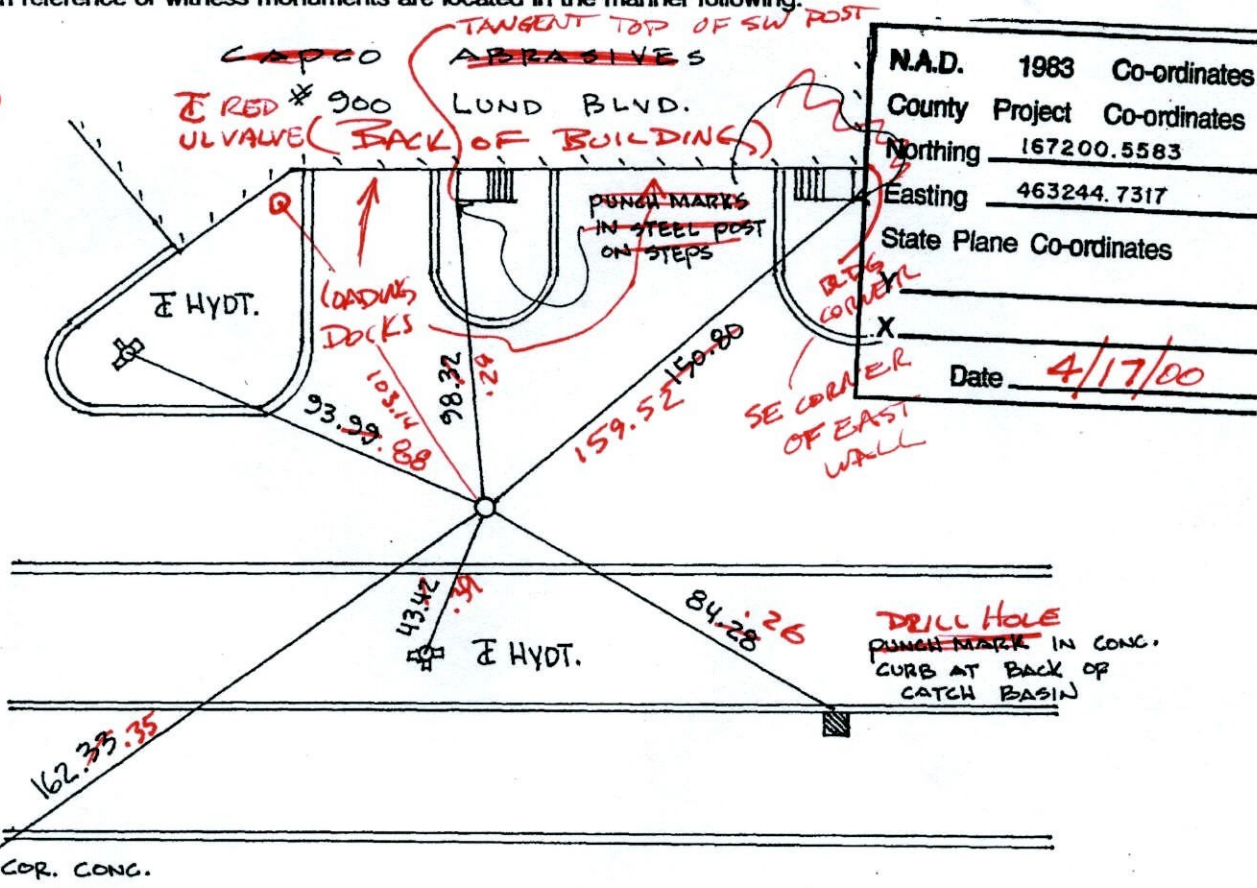 n reference or witness monuments are located in the manner following:
TANGENT TOP OF SW POST
CAPCO ABRASIVES
RED # 900 LUND BLVD.
ULVALVE (BACK OF BUILDING)
N.A.D. 1983 Co-ordinates
County Project Co-ordinates
Northing 167200.5583
Easting 463244.7317
State Plane Co-ordinates
Y
X
Date 4/17/00
PUNCH MARKS
IN STEEL POST
ON STEPS
BLDG
CORNER
HYDT.
LOADING
DOCKS
SE CORNER
OF EAST
WALL
93.99 .88
103.14
98.32
159.52 150.80
43.42
HYDT.
84.28 .26
DRILL HOLE
PUNCH MARK IN CONC.
CURB AT BACK OF
CATCH BASIN
162.33 .35
COR. CONC.